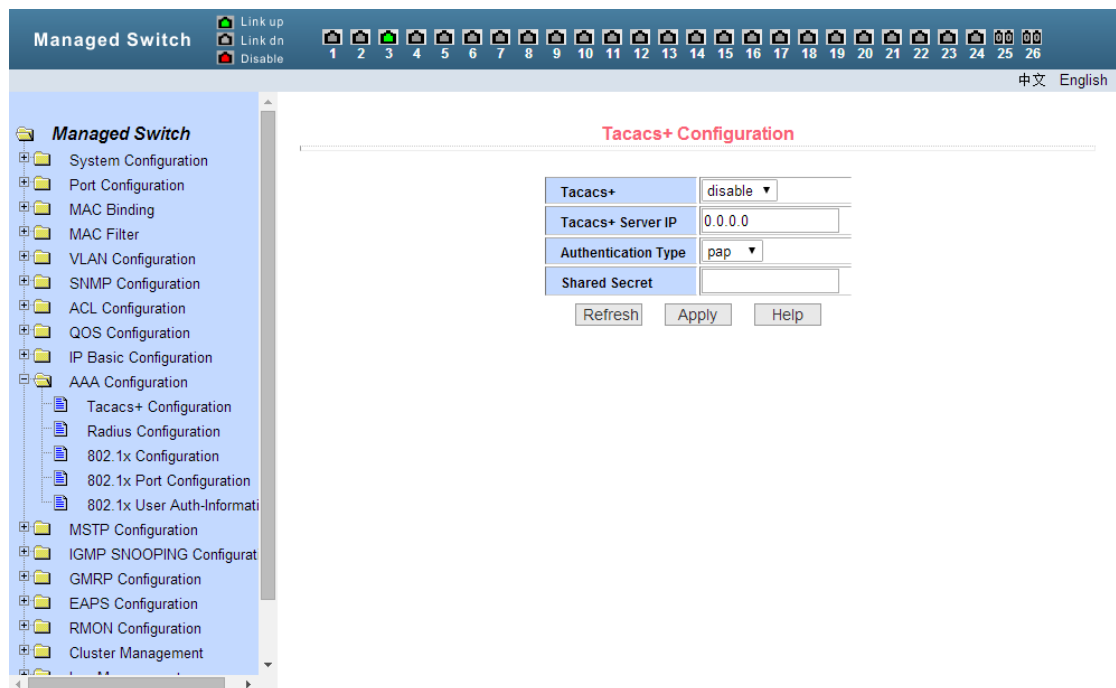 Managed Switch
Link up
Link dn
Disable
1 2 3 4 5 6 7 8 9 10 11 12 13 14 15 16 17 18 19 20 21 22 23 24 25 26
中文 English
Managed Switch
System Configuration
Port Configuration
MAC Binding
MAC Filter
VLAN Configuration
SNMP Configuration
ACL Configuration
QOS Configuration
IP Basic Configuration
AAA Configuration
Tacacs+ Configuration
Radius Configuration
802.1x Configuration
802.1x Port Configuration
802.1x User Auth-Informati
MSTP Configuration
IGMP SNOOPING Configurat
GMRP Configuration
EAPS Configuration
RMON Configuration
Cluster Management
Tacacs+ Configuration
Tacacs+ disable
Tacacs+ Server IP 0.0.0.0
Authentication Type pap
Shared Secret
Refresh Apply Help